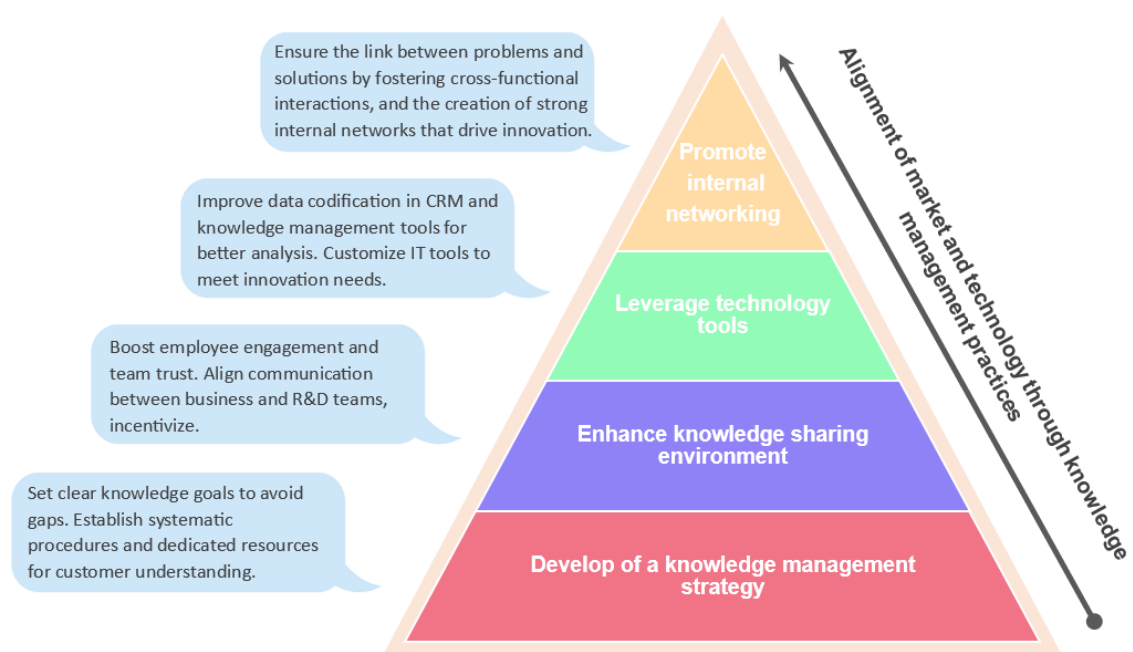 Ensure the link between problems and
solutions by fostering cross-functional
interactions, and the creation of strong
internal networks that drive innovation.
Promote
internal
networking
Improve data codification in CRM and
knowledge management tools for
better analysis. Customize IT tools to
meet innovation needs.
Leverage technology
tools
Boost employee engagement and
team trust. Align communication
between business and R&D teams,
incentivize.
Enhance knowledge sharing
environment
Set clear knowledge goals to avoid
gaps. Establish systematic
procedures and dedicated resources
for customer understanding.
Develop of a knowledge management
strategy
Alignment of market and technology through knowledge
management practices